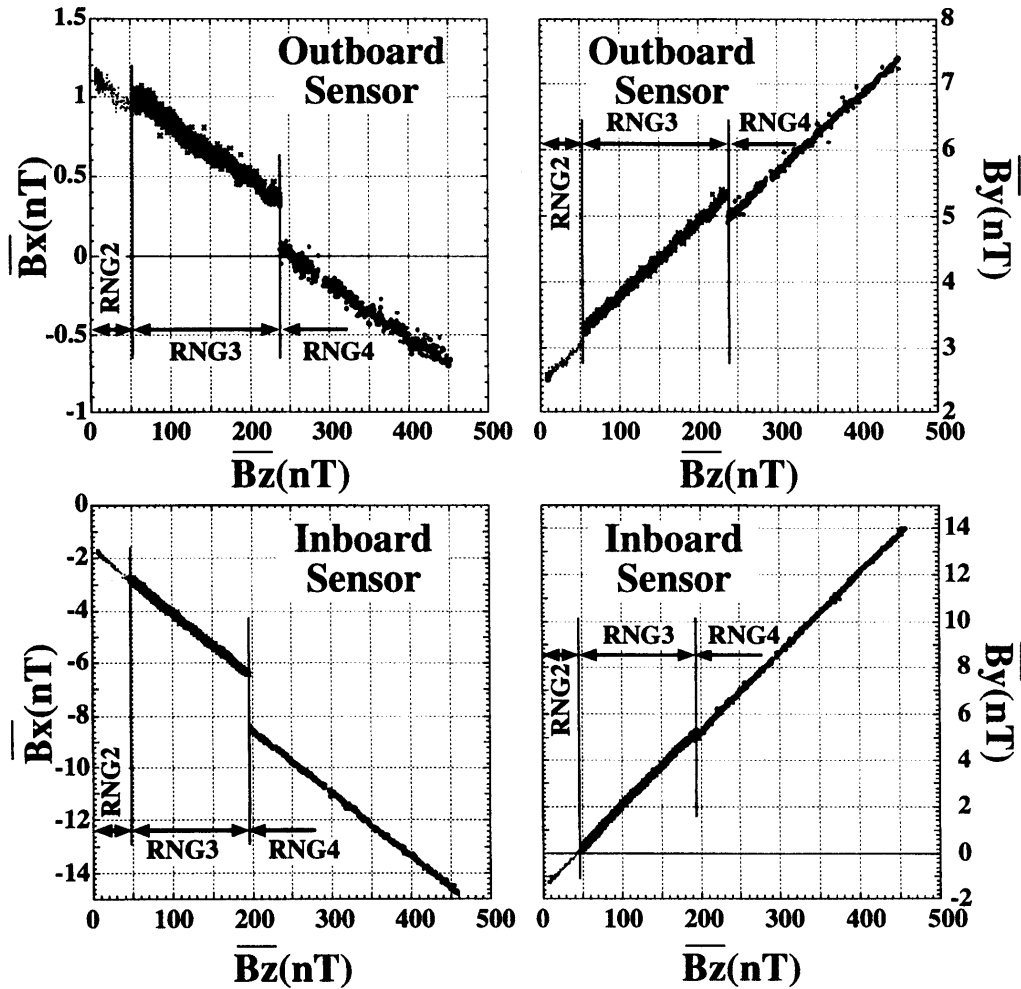 1.5
1
0.5
0
-0.5
-1
Bx(nT)
Outboard
Sensor
RNG2
RNG3
RNG4
0
100
200
300
400
500
Bz(nT)
Outboard
Sensor
RNG3
RNG4
RNG2
8
7
6
5
4
3
2
By(nT)
0
100
200
300
400
500
Bz(nT)
0
-2
-4
-6
-8
-10
-12
-14
Bx(nT)
Inboard
Sensor
RNG2
RNG3
RNG4
0
100
200
300
400
500
Bz(nT)
Inboard
Sensor
RNG3
RNG4
RNG2
14
12
10
8
6
4
2
0
-2
By(nT)
0
100
200
300
400
500
Bz(nT)